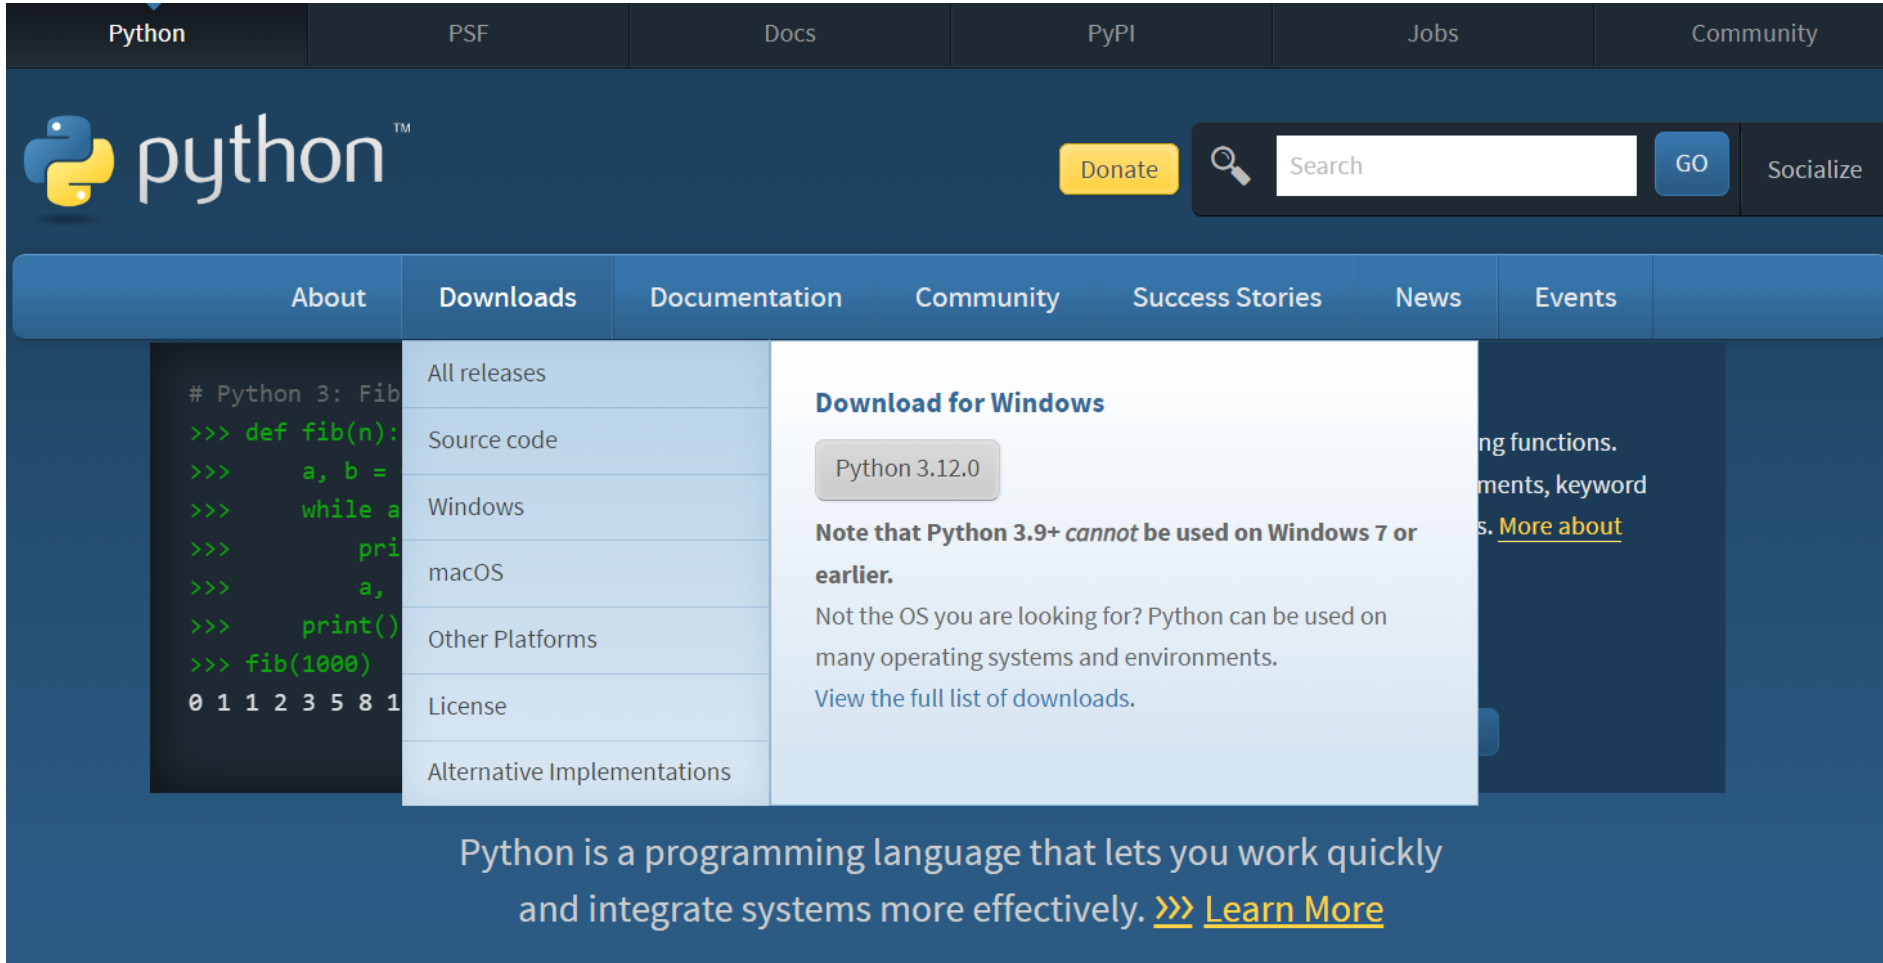 Python PSF Docs PyPI Jobs Community
python™
Donate Search GO Socialize
About Downloads Documentation Community Success Stories News Events
# Python 3: Fib
>>> def fib(n):
>>>     a, b =
>>>     while a
>>>         pri
>>>         a,
>>>     print()
>>> fib(1000)
0 1 1 2 3 5 8 1
All releases
Source code
Windows
macOS
Other Platforms
License
Alternative Implementations
Download for Windows
Python 3.12.0
Note that Python 3.9+ cannot be used on Windows 7 or
earlier.
Not the OS you are looking for? Python can be used on
many operating systems and environments.
View the full list of downloads.
ng functions.
ments, keyword
s. More about
Python is a programming language that lets you work quickly
and integrate systems more effectively. >>> Learn More